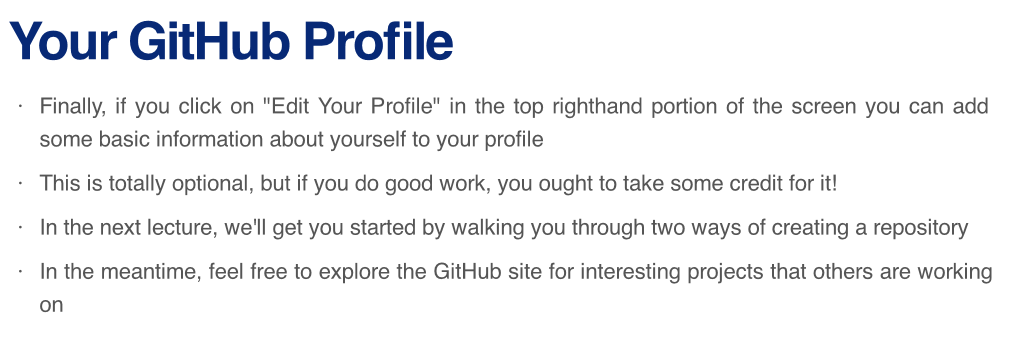 Your GitHub Profile
· Finally, if you click on "Edit Your Profile" in the top righthand portion of the screen you can add
some basic information about yourself to your profile
· This is totally optional, but if you do good work, you ought to take some credit for it!
· In the next lecture, we'll get you started by walking you through two ways of creating a repository
· In the meantime, feel free to explore the GitHub site for interesting projects that others are working
on